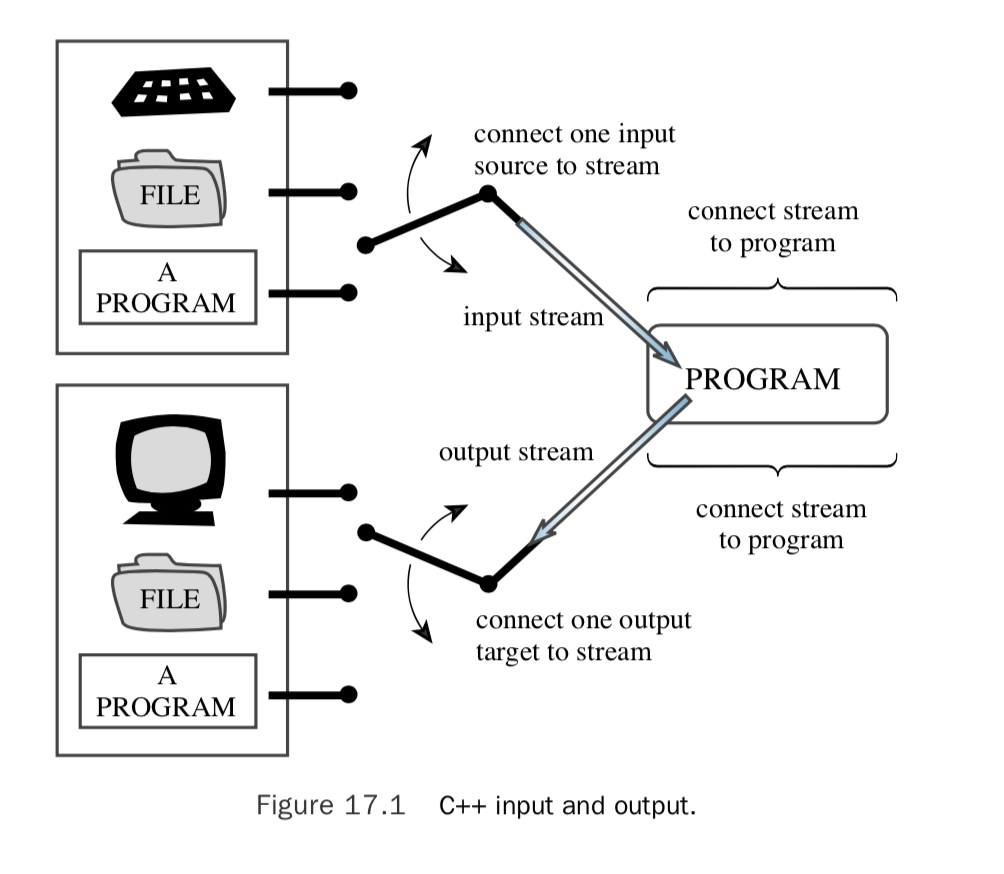 FILE
A
PROGRAM
connect one input
source to stream
input stream
connect stream
to program
PROGRAM
FILE
A
PROGRAM
output stream
connect one output
target to stream
connect stream
to program
Figure 17.1 C++ input and output.